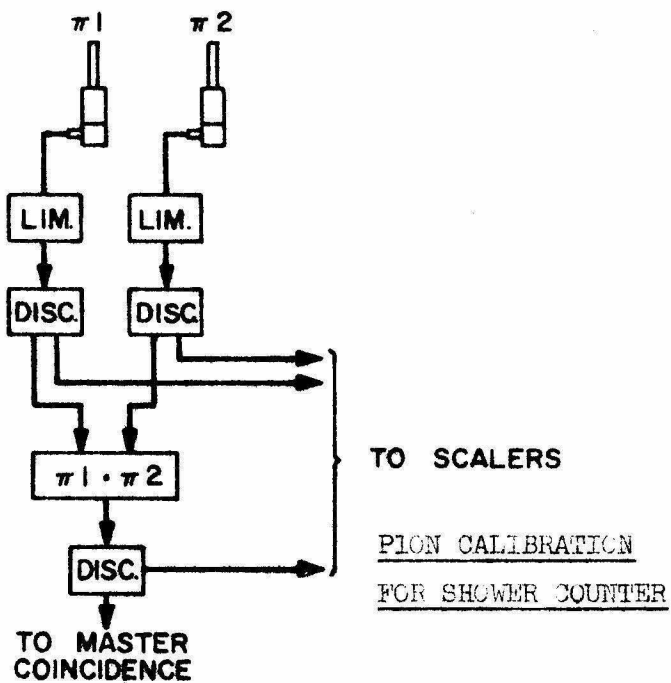 π1 π2
LIM. LIM.
DISC. DISC.
π1 · π2
TO SCALERS
PION CALIBRATION
FOR SHOWER COUNTER
DISC.
TO MASTER
COINCIDENCE